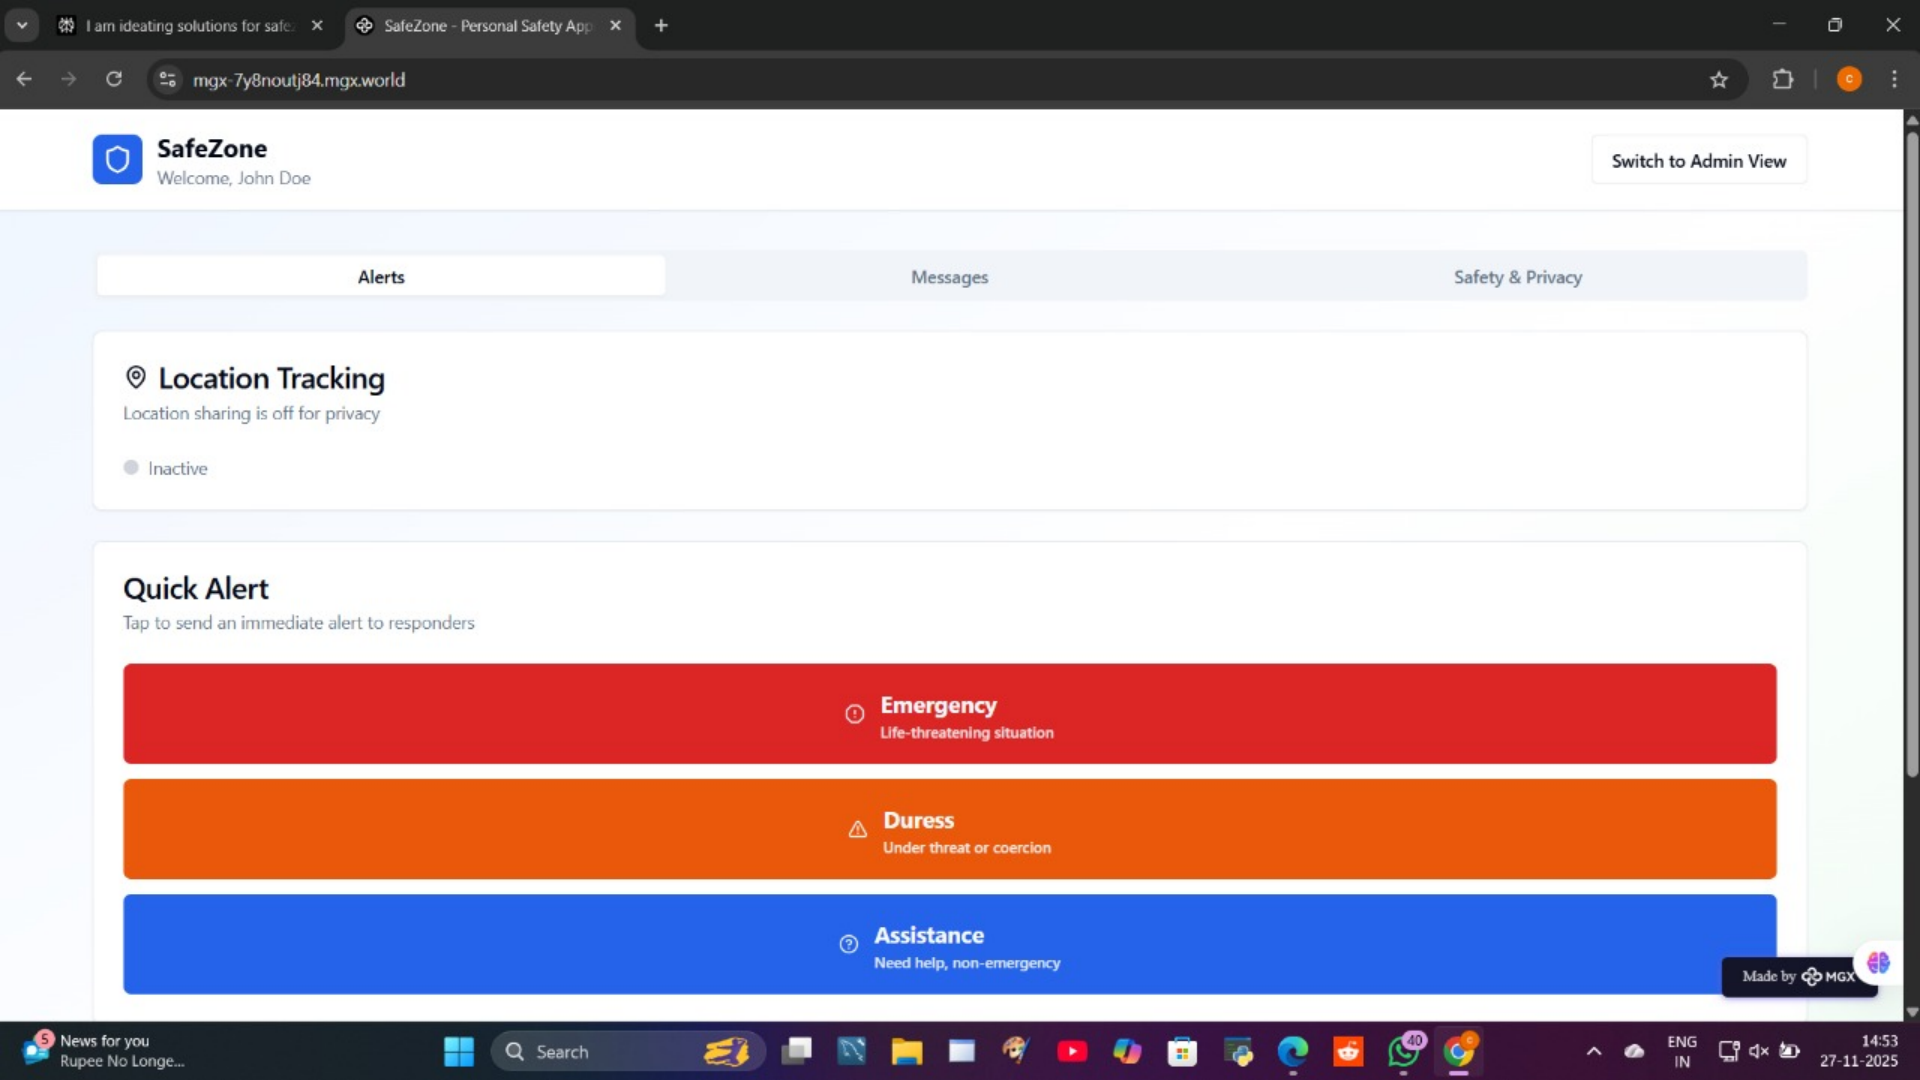 I am ideating solutions for safe
SafeZone - Personal Safety App
mgx-7y8noutj84.mgx.world
C
SafeZone
Welcome, John Doe
Switch to Admin View
Alerts
Messages
Safety & Privacy
Location Tracking
Location sharing is off for privacy
Inactive
Quick Alert
Tap to send an immediate alert to responders
Emergency
Life-threatening situation
Duress
Under threat or coercion
Assistance
Need help, non-emergency
Made by MGX
5
News for you
Rupee No Longe...
Search
40
C
ENG
IN
14:53
27-11-2025